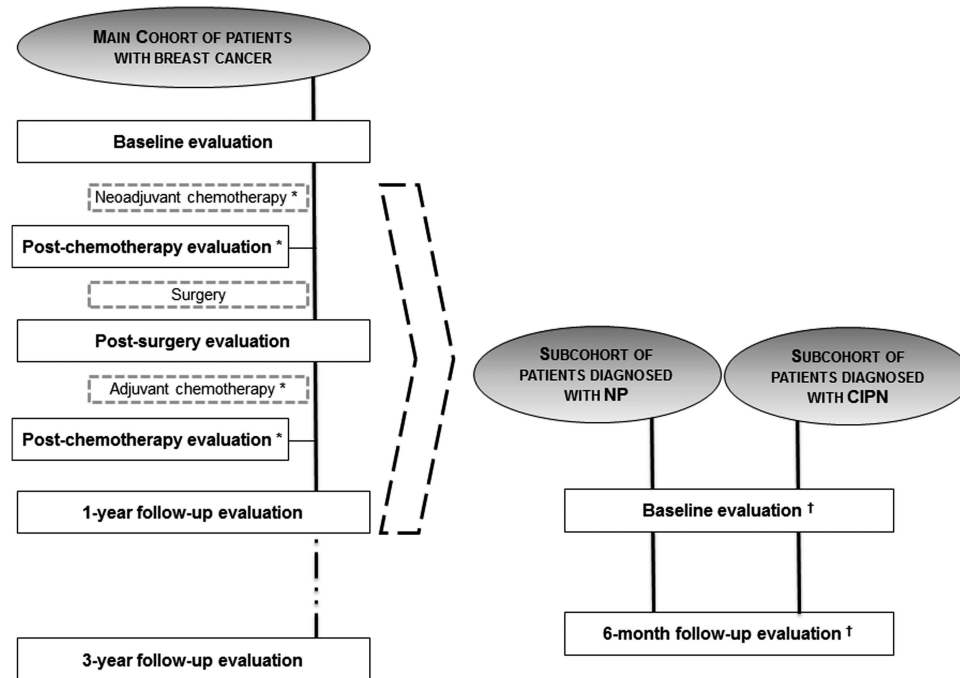 MAIN COHORT OF PATIENTS
WITH BREAST CANCER
Baseline evaluation
Neoadjuvant chemotherapy *
Post-chemotherapy evaluation *
Surgery
Post-surgery evaluation
Adjuvant chemotherapy *
Post-chemotherapy evaluation *
1-year follow-up evaluation
3-year follow-up evaluation
SUBCOHORT OF
PATIENTS DIAGNOSED
WITH NP
SUBCOHORT OF
PATIENTS DIAGNOSED
WITH CIPN
Baseline evaluation †
6-month follow-up evaluation †